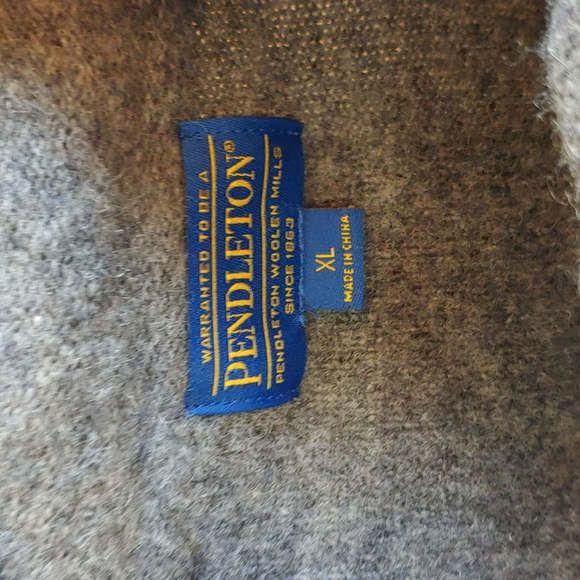 WARRANTED TO BE A
PENDLETON®
PENDLETON WOOLEN MILLS
SINCE 1863
XL
MADE IN CHINA